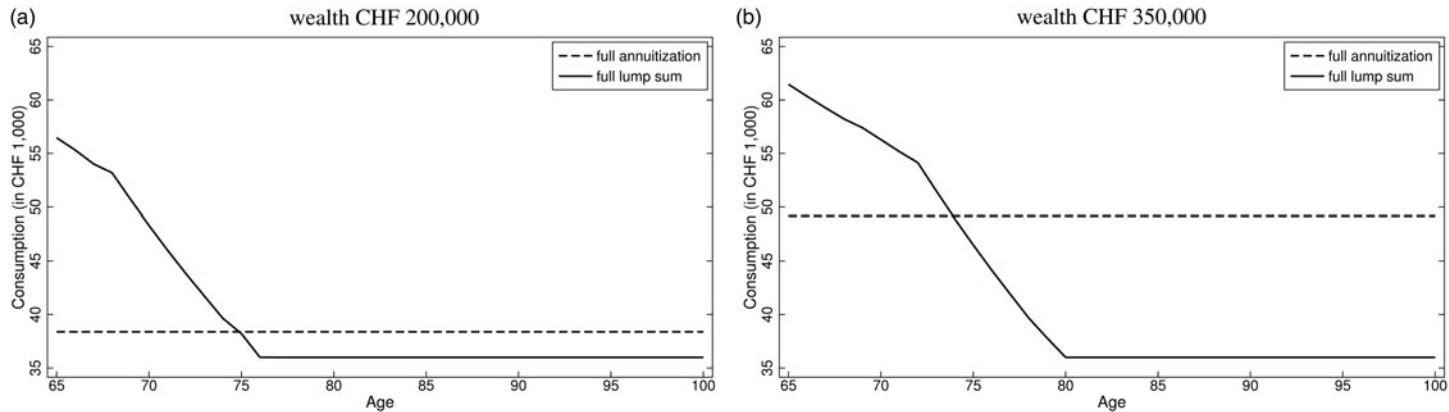 (a)
wealth CHF 200,000
Consumption (in CHF 1,000)
65
60
55
50
45
40
35
full annuitization
full lump sum
65 70 75 80 85 90 95 100
Age
(b)
wealth CHF 350,000
Consumption (in CHF 1,000)
65
60
55
50
45
40
35
full annuitization
full lump sum
65 70 75 80 85 90 95 100
Age